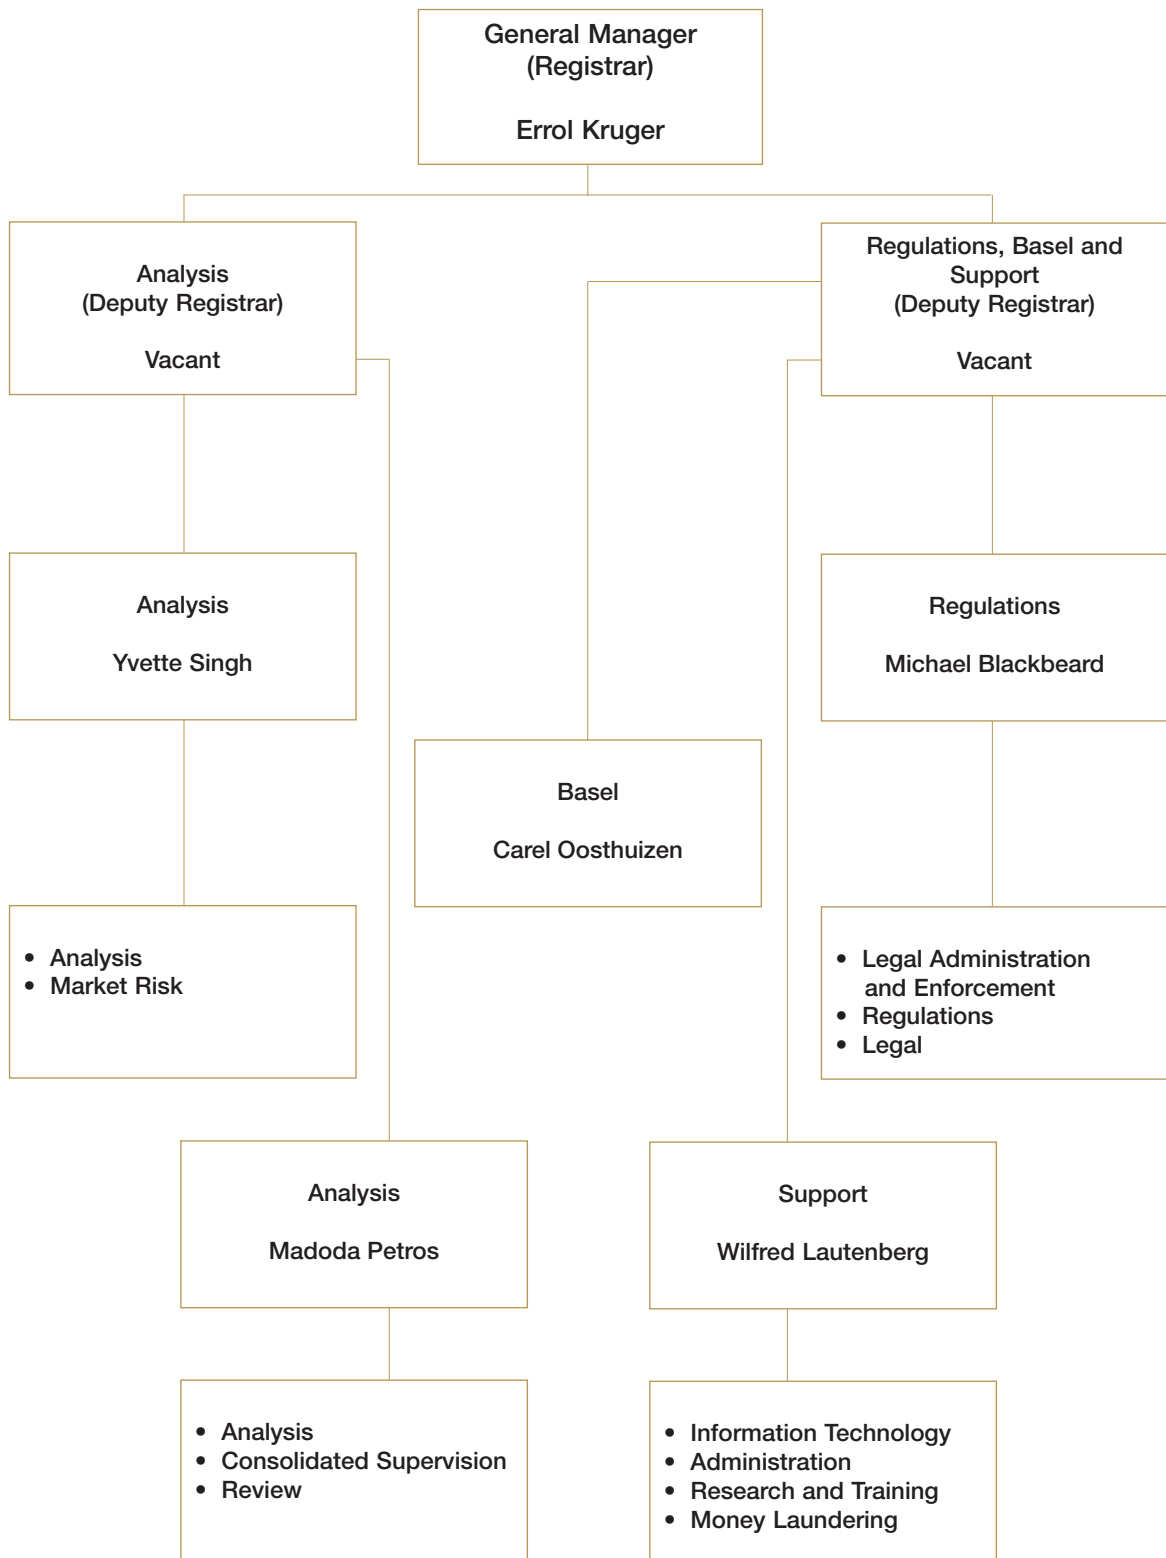 General Manager
(Registrar)
Errol Kruger
Analysis
(Deputy Registrar)
Vacant
Regulations, Basel and
Support
(Deputy Registrar)
Vacant
Analysis
Yvette Singh
Regulations
Michael Blackbeard
Basel
Carel Oosthuizen
• Analysis
• Market Risk
• Legal Administration
and Enforcement
• Regulations
• Legal
Analysis
Madoda Petros
Support
Wilfred Lautenberg
• Analysis
• Consolidated Supervision
• Review
• Information Technology
• Administration
• Research and Training
• Money Laundering